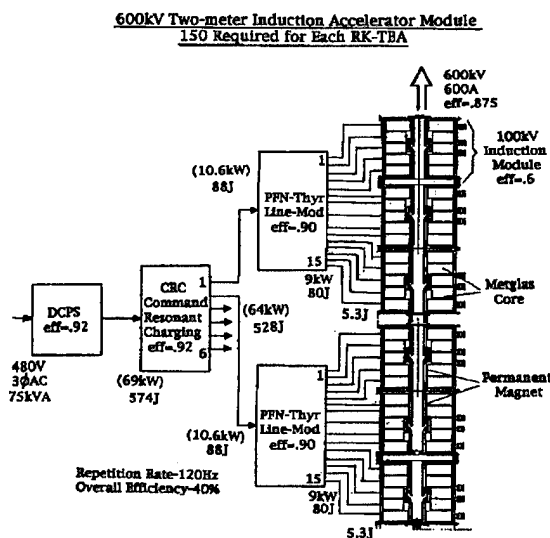 600kV Two-meter Induction Accelerator Module
150 Required for Each RK-TBA
600kV
600A
eff=.875
100kV
Induction
Module
eff=.6
(10.6kW)
88J
1
PFN-Thyr
Line-Mod
eff=.90
15
9kW
80J
5.3J
Metglas
Core
DCPS
eff=.92
480V
3ϕAC
75kVA
CRC
Command
Resonant
Charging
eff=.92
1
6
(69kW)
574J
(64kW)
528J
Permanent
Magnet
(10.6kW)
88J
1
PFN-Thyr
Line-Mod
eff=.90
15
9kW
80J
5.3J
Repetition Rate-120Hz
Overall Efficiency-40%